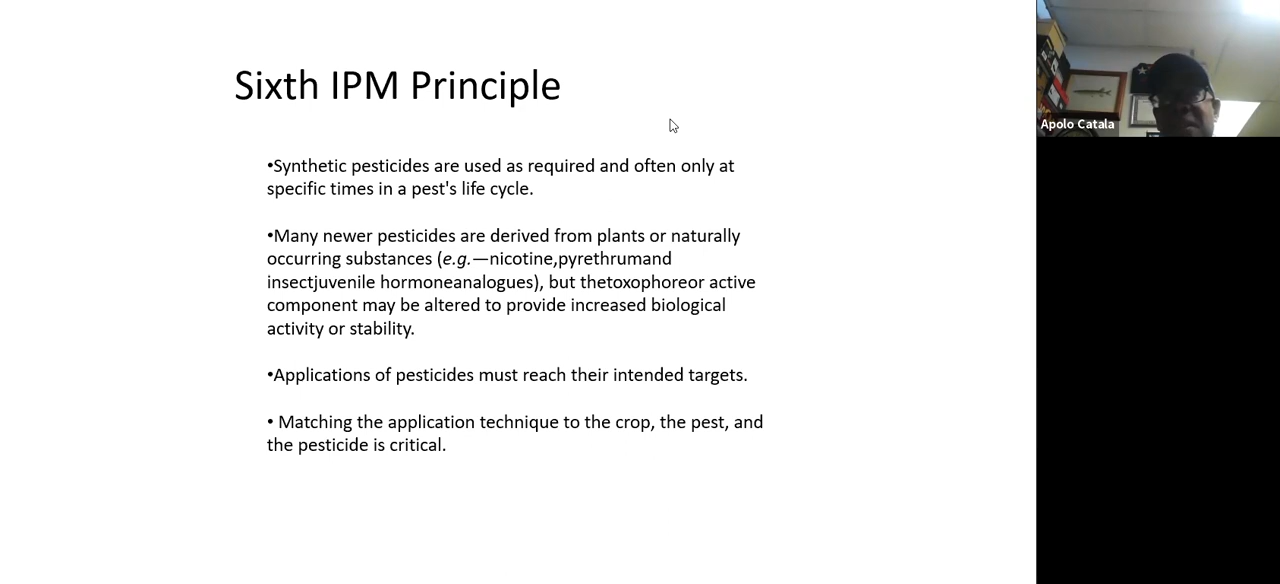 Sixth IPM Principle
•Synthetic pesticides are used as required and often only at
specific times in a pest's life cycle.
•Many newer pesticides are derived from plants or naturally
occurring substances (e.g.—nicotine,pyrethrumand
insectjuvenile hormoneanalogues), but thetoxophoreor active
component may be altered to provide increased biological
activity or stability.
•Applications of pesticides must reach their intended targets.
• Matching the application technique to the crop, the pest, and
the pesticide is critical.
Apolo Catala